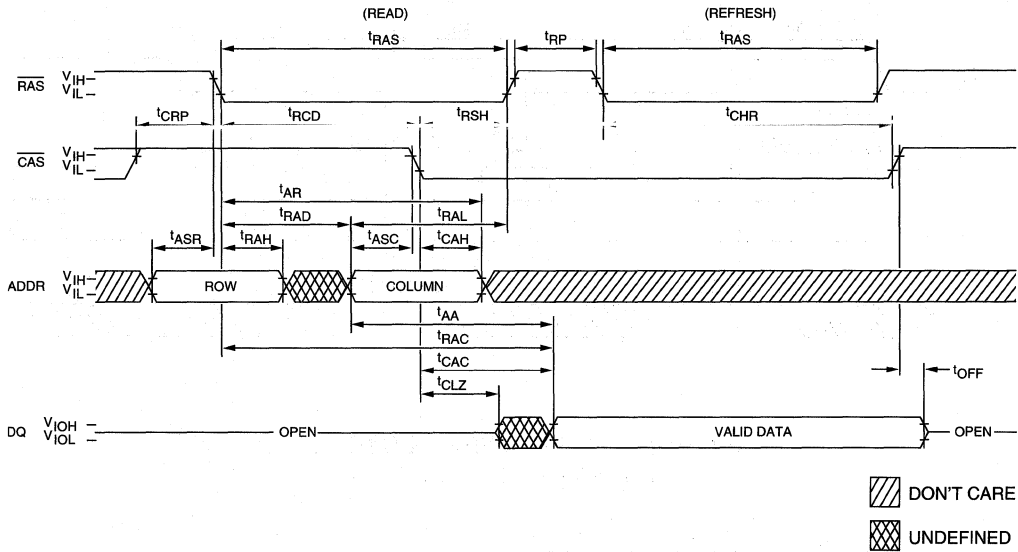 (READ) (REFRESH)
tRAS tRP tRAS
RAS VIH
VIL
tCRP tRCD tRSH tCHR
CAS VIH
VIL
tAR
tRAD tRAL
tASR tRAH tASC tCAH
ADDR VIH
VIL
ROW COLUMN
tAA
tRAC
tCAC
tCLZ tOFF
DQ VIOH
VIOL
OPEN VALID DATA OPEN
DON'T CARE
UNDEFINED